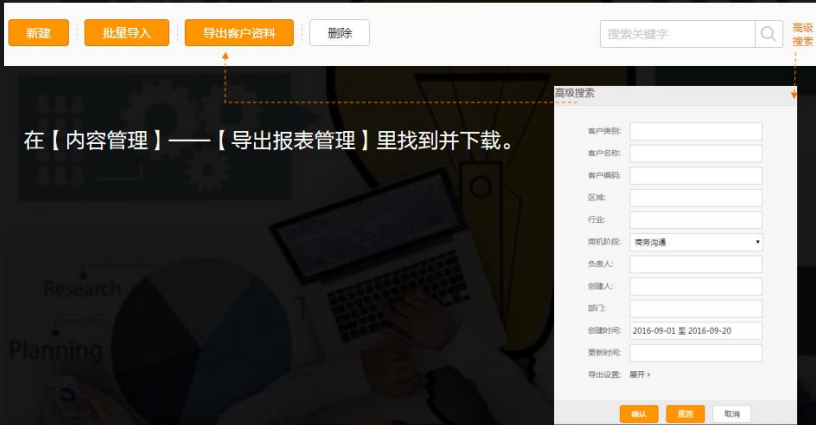 新建
批量导入
导出客户资料
删除
搜索关键字
高级
搜索
高级搜索
在【内容管理】——【导出报表管理】里找到并下载。
客户类别:
客户名称:
客户编码:
区域:
行业:
商机阶段: 商务沟通
负责人:
创建人:
部门:
创建时间: 2016-09-01 至 2016-09-20
更新时间:
导出设置: 展开 ›
确认
重置
取消
Research
Planning